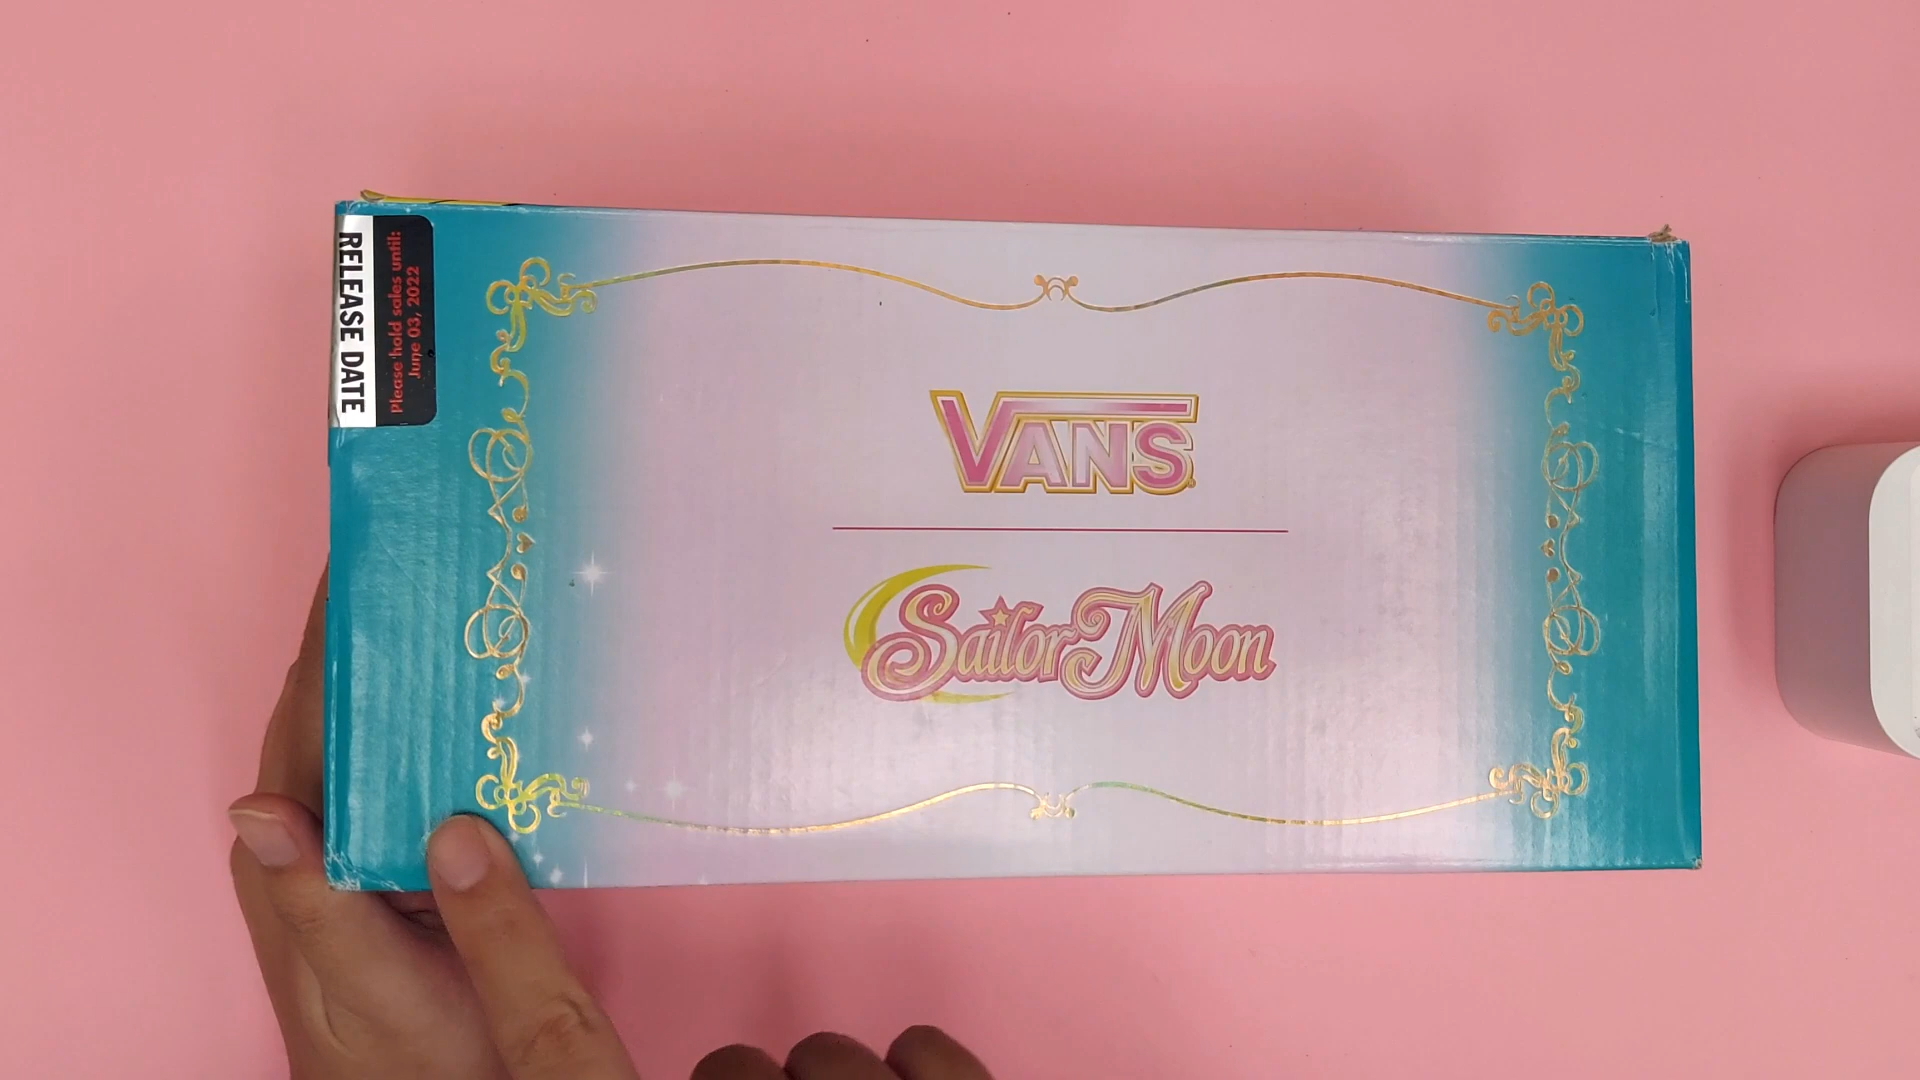 RELEASE DATE
Please hold sales until:
June 03, 2022
VANS
Sailor Moon